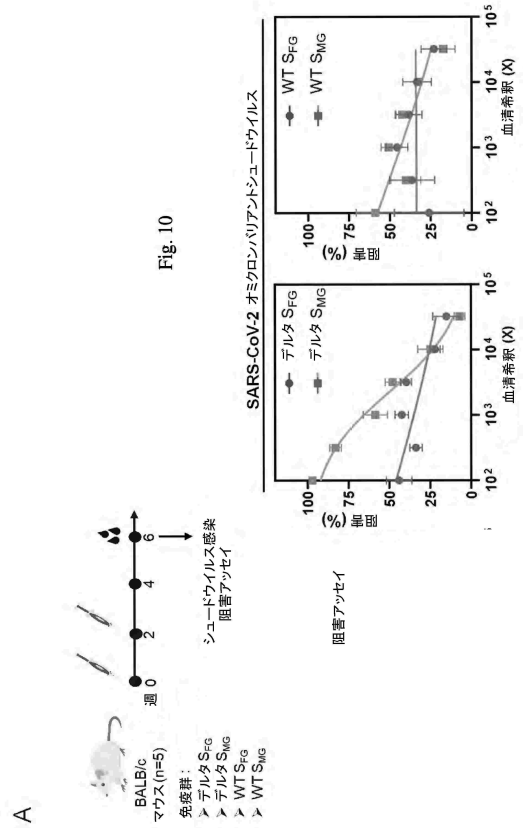 A
BALB/c
マウス(n=5)
免疫群：
➤ デルタ SFG
➤ デルタ SMG
➤ WT SFG
➤ WT SMG
週 0 2 4 6
シュードウイルス感染
阻害アッセイ
Fig. 10
阻害アッセイ
SARS-CoV-2 オミクロンバリアントシュードウイルス
デルタ SFG
デルタ SMG
阻害 (%)
100
75
50
25
0
10² 10³ 10⁴ 10⁵
血清希釈 (X)
WT SFG
WT SMG
阻害 (%)
100
75
50
25
0
10² 10³ 10⁴ 10⁵
血清希釈 (X)